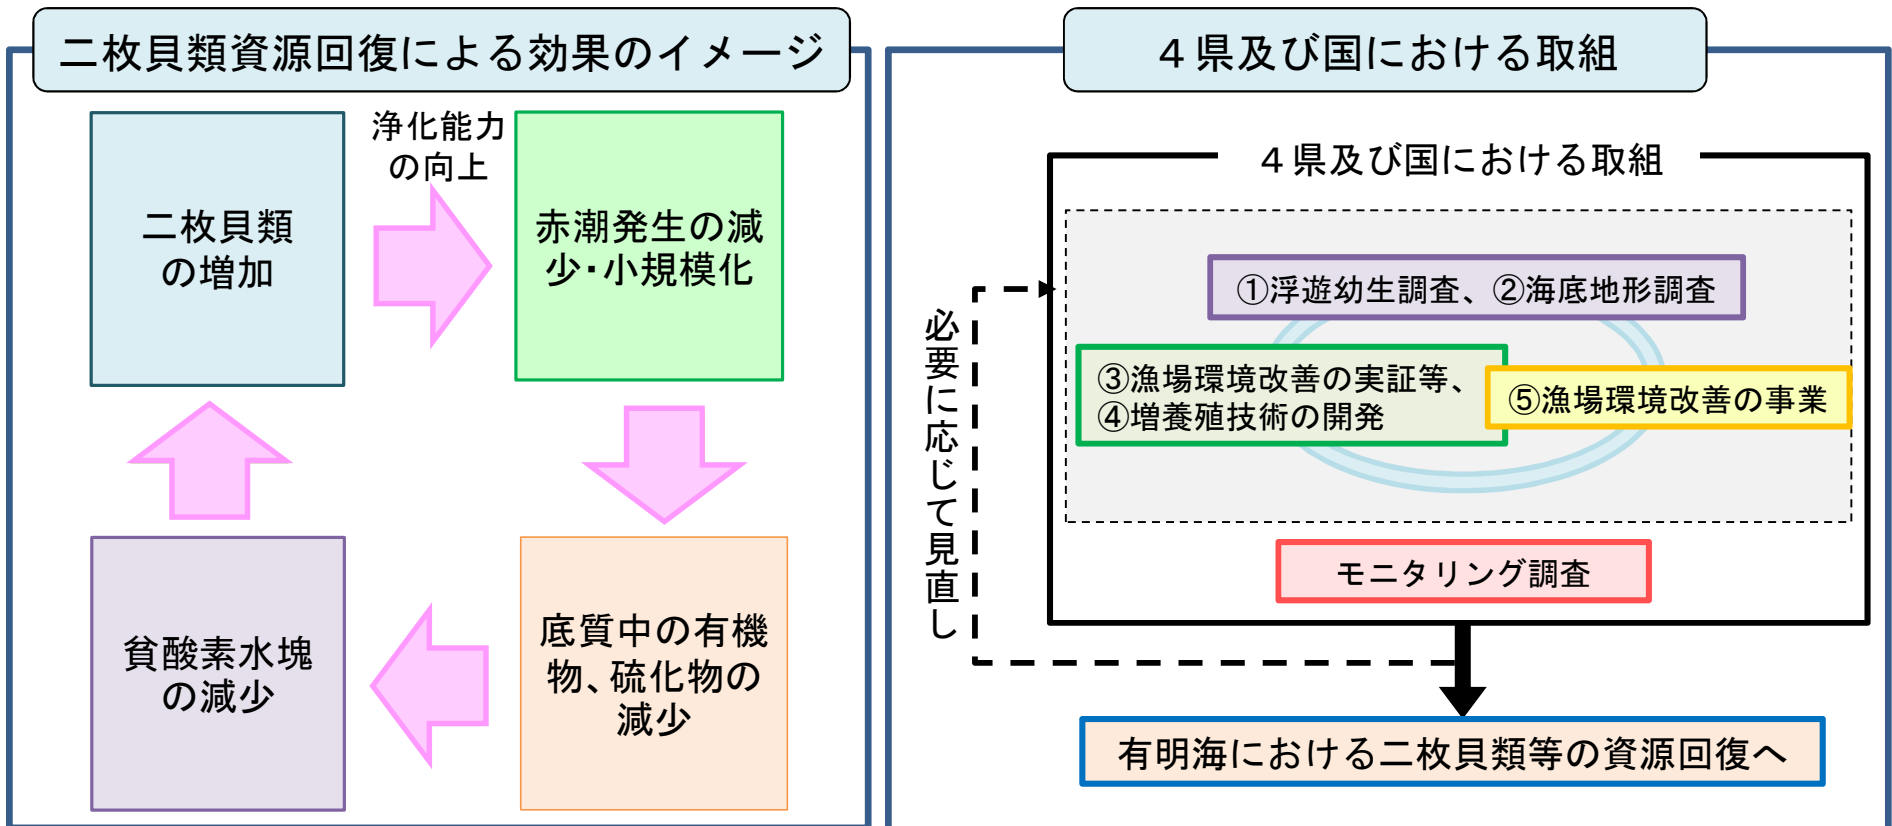 二枚貝類資源回復による効果のイメージ
二枚貝類
の増加
浄化能力
の向上
赤潮発生の減
少・小規模化
底質中の有機
物、硫化物の
減少
貧酸素水塊
の減少
４県及び国における取組
４県及び国における取組
①浮遊幼生調査、②海底地形調査
③漁場環境改善の実証等、
④増養殖技術の開発
⑤漁場環境改善の事業
モニタリング調査
必要に応じて見直し
有明海における二枚貝類等の資源回復へ